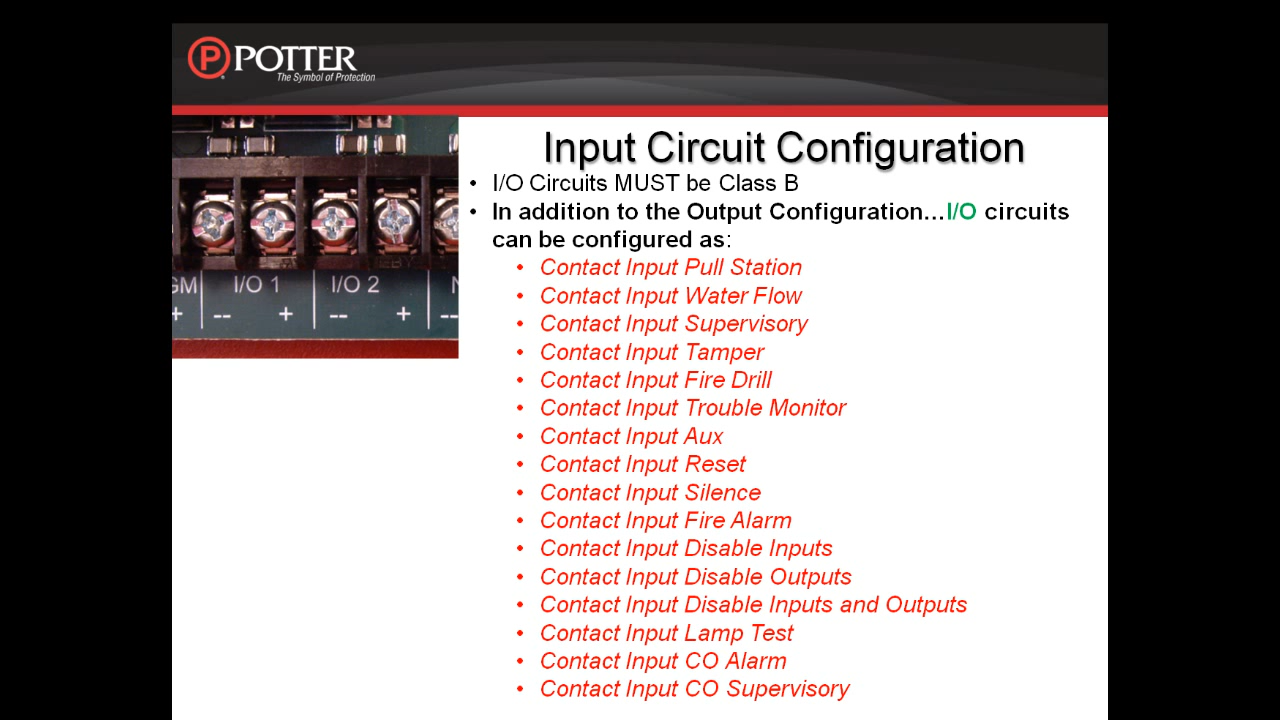 P POTTER
The Symbol of Protection
Input Circuit Configuration
• I/O Circuits MUST be Class B
• In addition to the Output Configuration…I/O circuits
can be configured as:
• Contact Input Pull Station
• Contact Input Water Flow
• Contact Input Supervisory
• Contact Input Tamper
• Contact Input Fire Drill
• Contact Input Trouble Monitor
• Contact Input Aux
• Contact Input Reset
• Contact Input Silence
• Contact Input Fire Alarm
• Contact Input Disable Inputs
• Contact Input Disable Outputs
• Contact Input Disable Inputs and Outputs
• Contact Input Lamp Test
• Contact Input CO Alarm
• Contact Input CO Supervisory
GM I/O 1 I/O 2 N
+ -- + -- + --